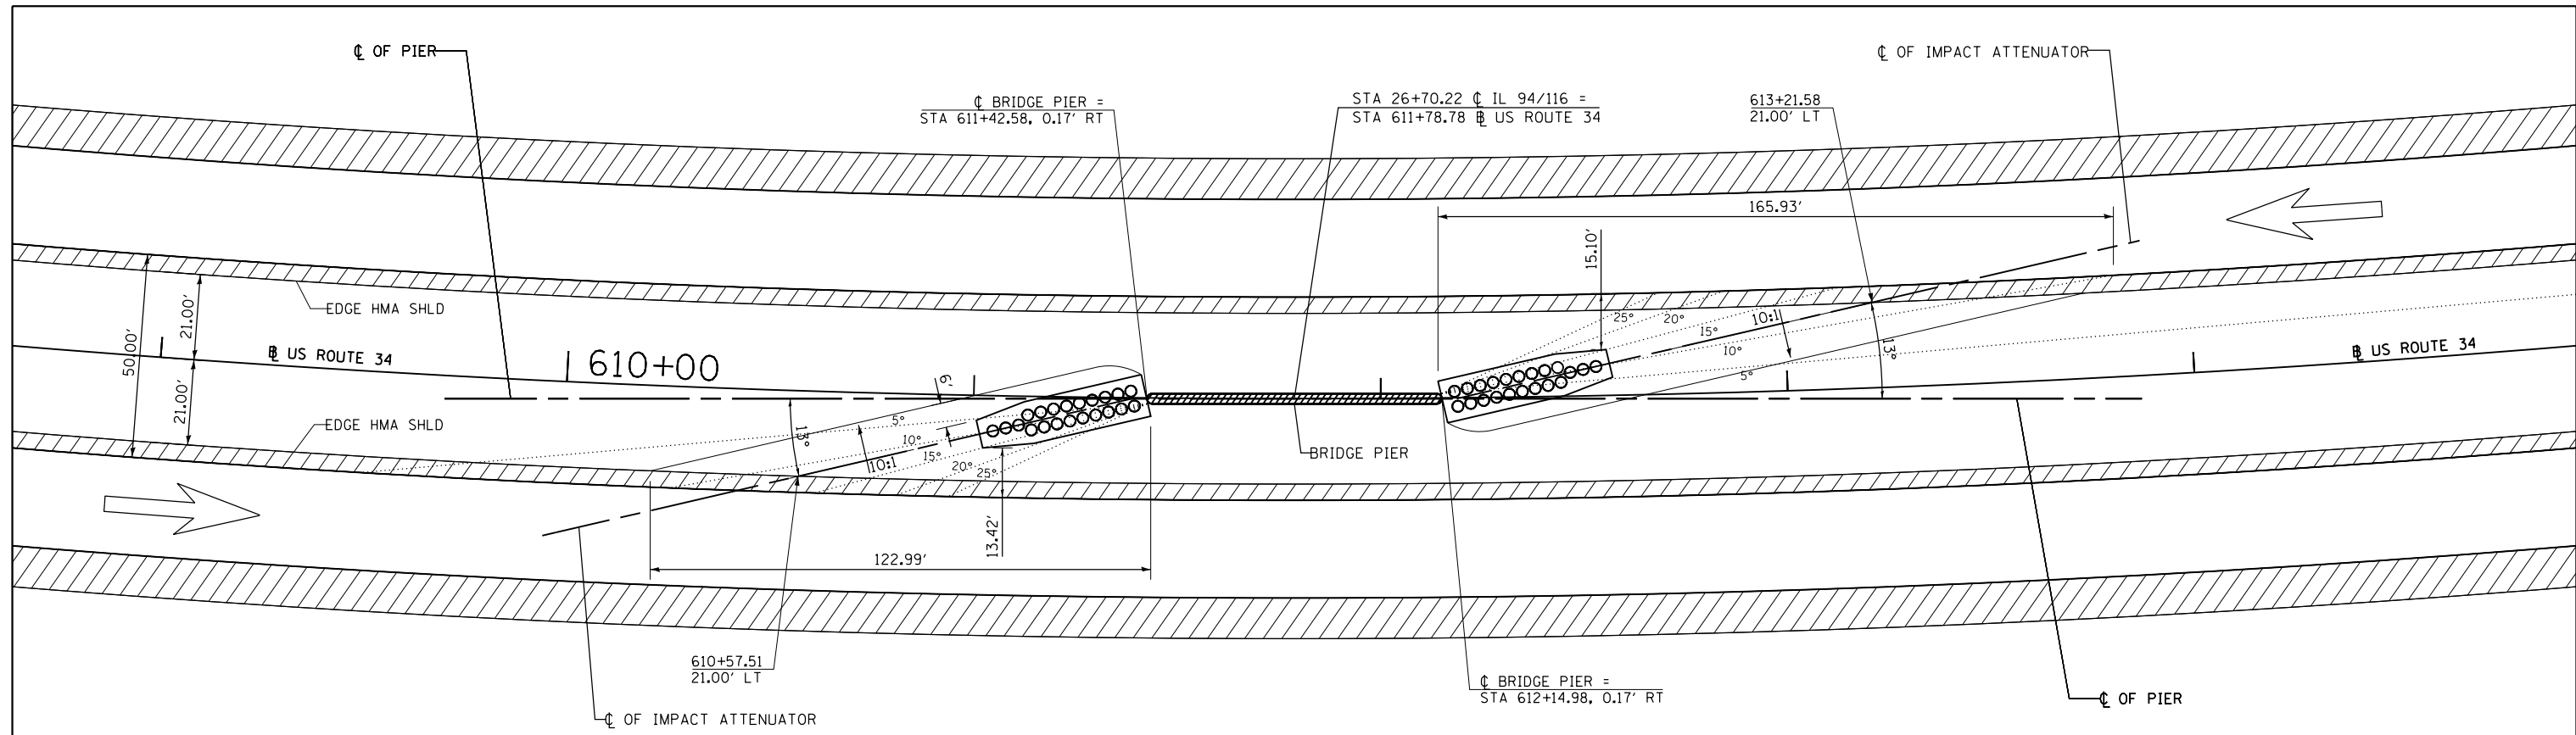 ℄ OF PIER
℄ OF IMPACT ATTENUATOR
℄ BRIDGE PIER =
STA 611+42.58, 0.17' RT
STA 26+70.22 ℄ IL 94/116 =
STA 611+78.78 B̲L̲ US ROUTE 34
613+21.58
21.00' LT
165.93'
15.10'
EDGE HMA SHLD
21.00'
50.00'
21.00'
BL US ROUTE 34
610+00
6'
25°
20°
15°
10:1
10°
5°
13°
BL US ROUTE 34
EDGE HMA SHLD
13°
5°
10°
15°
10:1
20°
25°
BRIDGE PIER
13.42'
122.99'
610+57.51
21.00' LT
℄ OF IMPACT ATTENUATOR
℄ BRIDGE PIER =
STA 612+14.98, 0.17' RT
℄ OF PIER